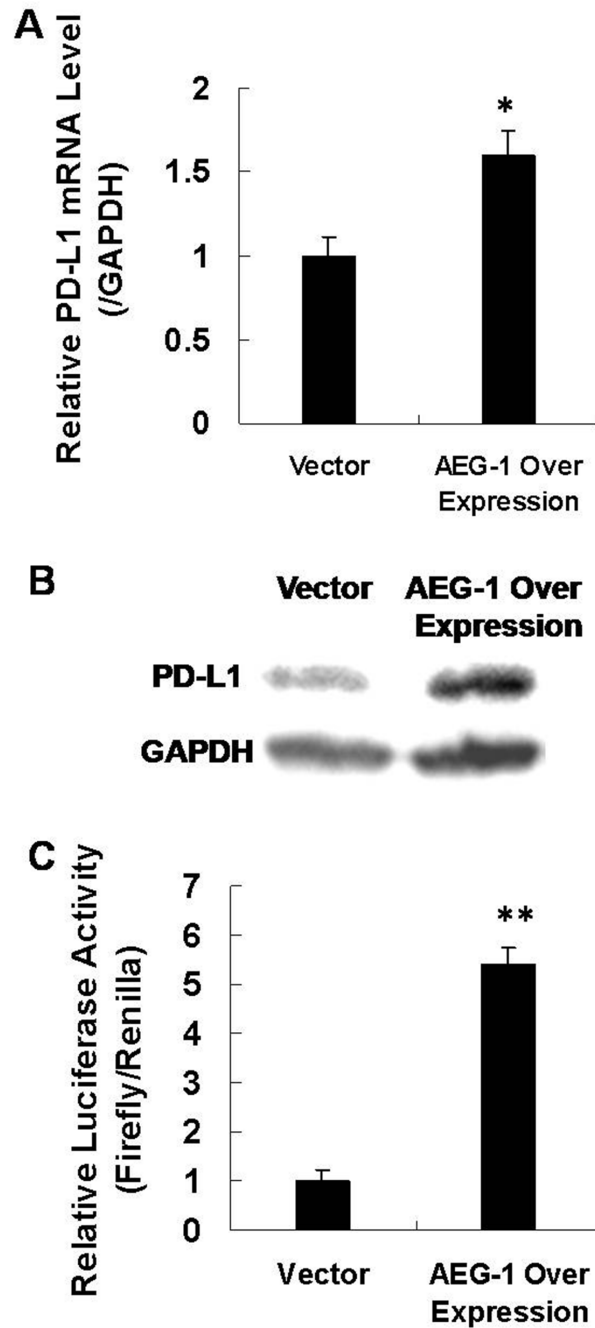 A
Relative PD-L1 mRNA Level
(/GAPDH)
2
1.5
1
0.5
0
*
Vector
AEG-1 Over
Expression
B
Vector
AEG-1 Over
Expression
PD-L1
GAPDH
C
Relative Luciferase Activity
(Firefly/Renilla)
7
6
5
4
3
2
1
0
**
Vector
AEG-1 Over
Expression